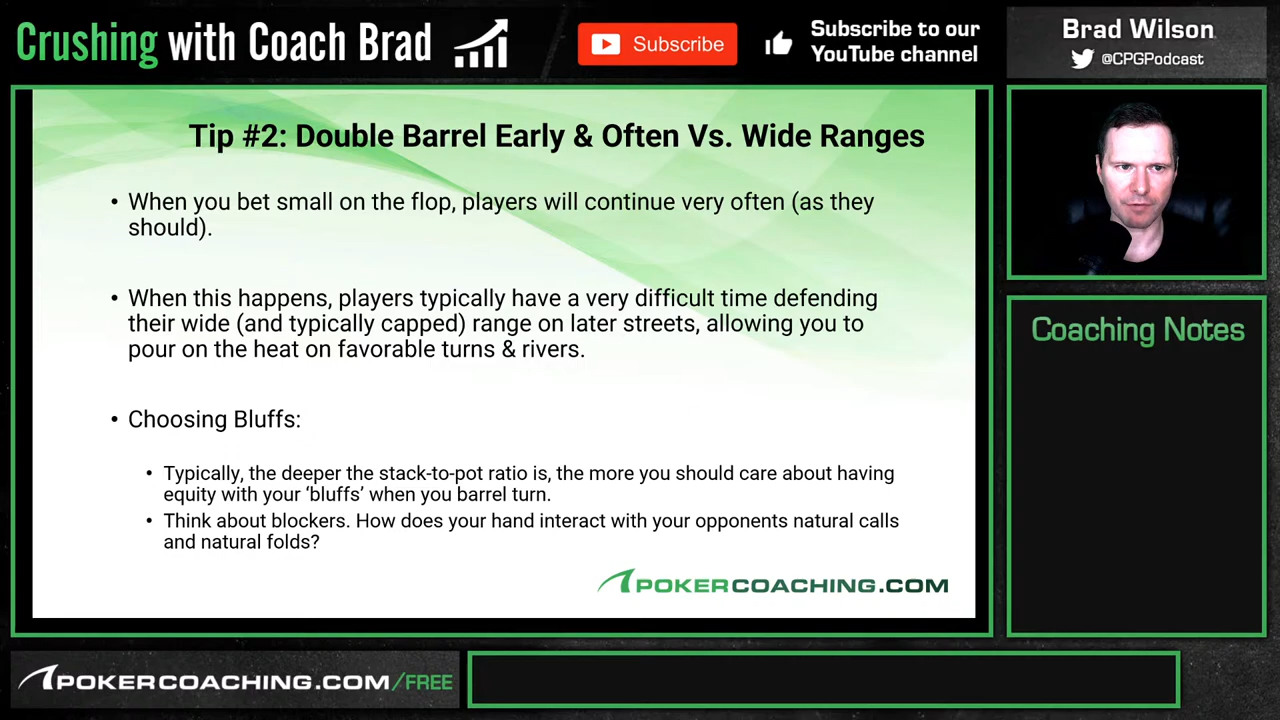 Crushing with Coach Brad
Subscribe
Subscribe to our
YouTube channel
Brad Wilson
@CPGPodcast
Tip #2: Double Barrel Early & Often Vs. Wide Ranges
• When you bet small on the flop, players will continue very often (as they
should).
• When this happens, players typically have a very difficult time defending
their wide (and typically capped) range on later streets, allowing you to
pour on the heat on favorable turns & rivers.
• Choosing Bluffs:
• Typically, the deeper the stack-to-pot ratio is, the more you should care about having
equity with your ‘bluffs’ when you barrel turn.
• Think about blockers. How does your hand interact with your opponents natural calls
and natural folds?
POKERCOACHING.COM
Coaching Notes
POKERCOACHING.COM/FREE